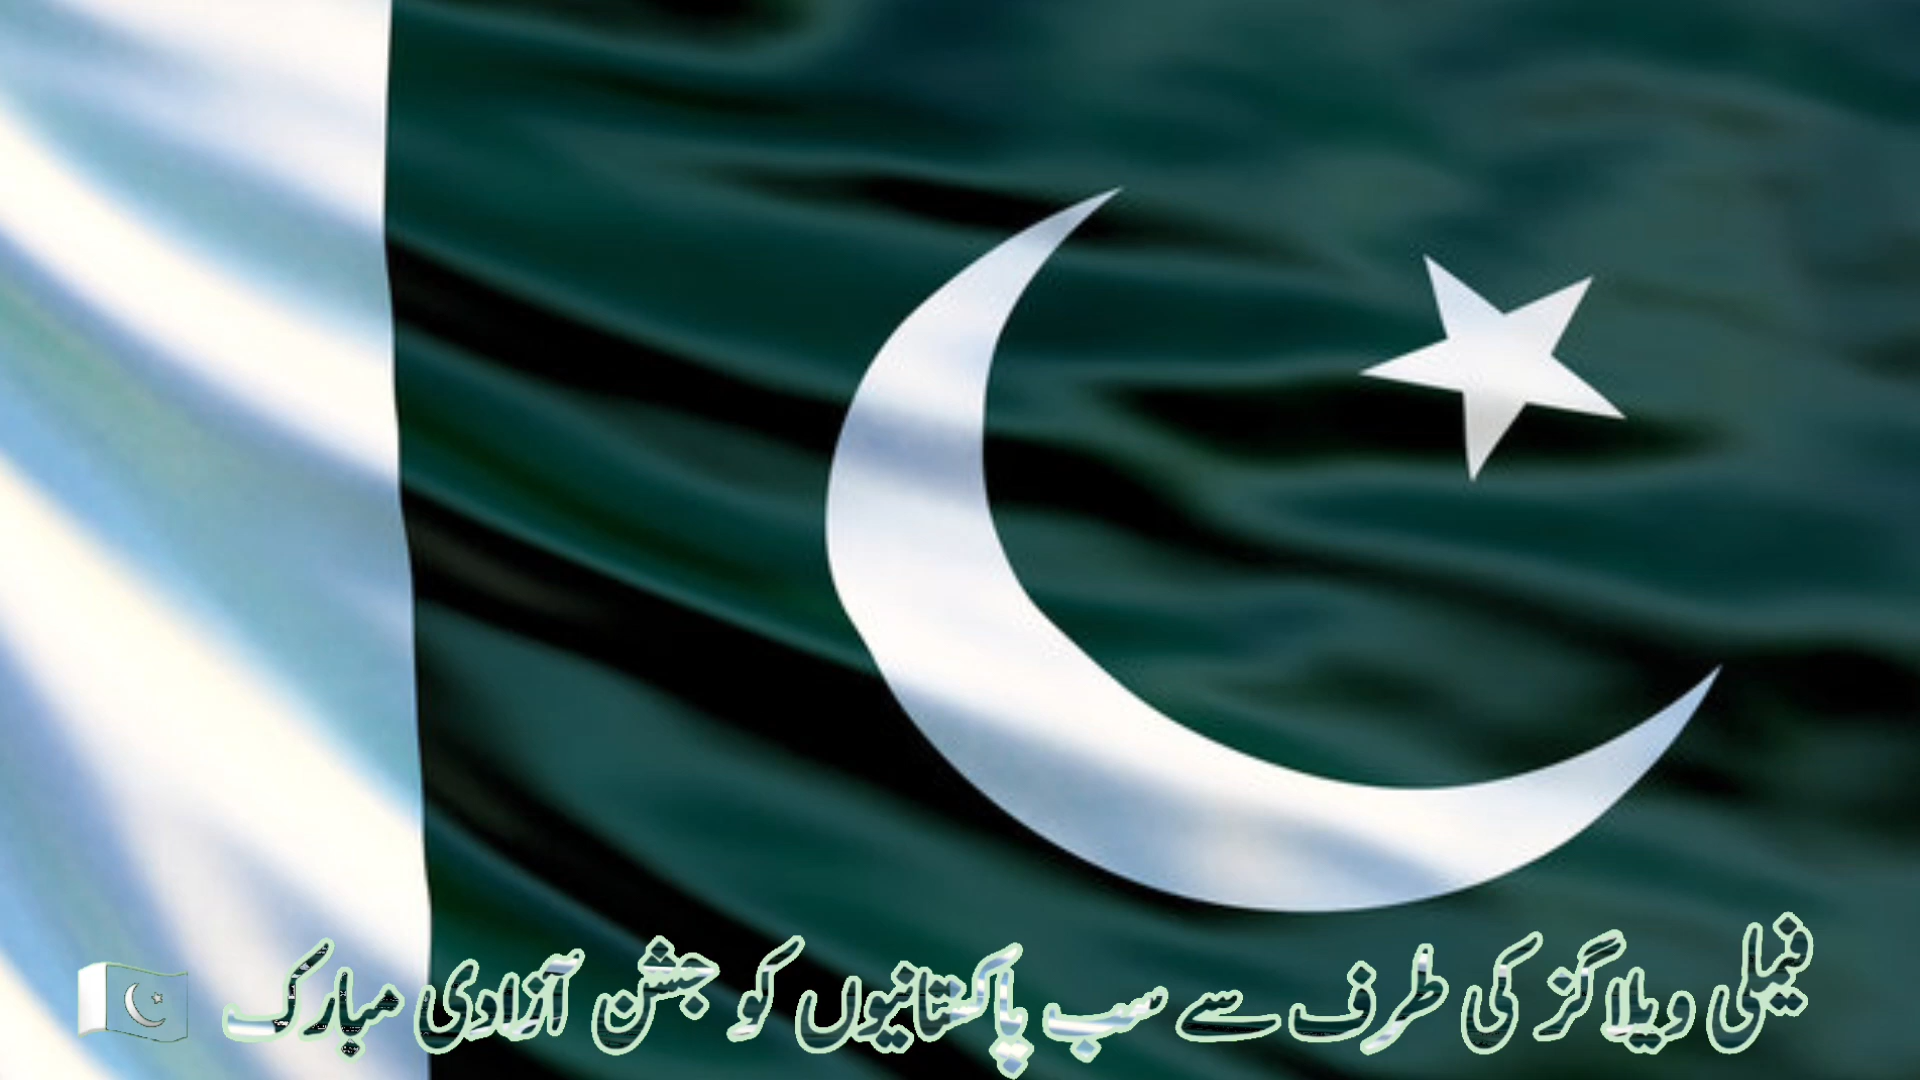 فیملی ویلاگز کی طرف سے سب پاکستانیوں کو جشن آزادی مبارک 🇵🇰